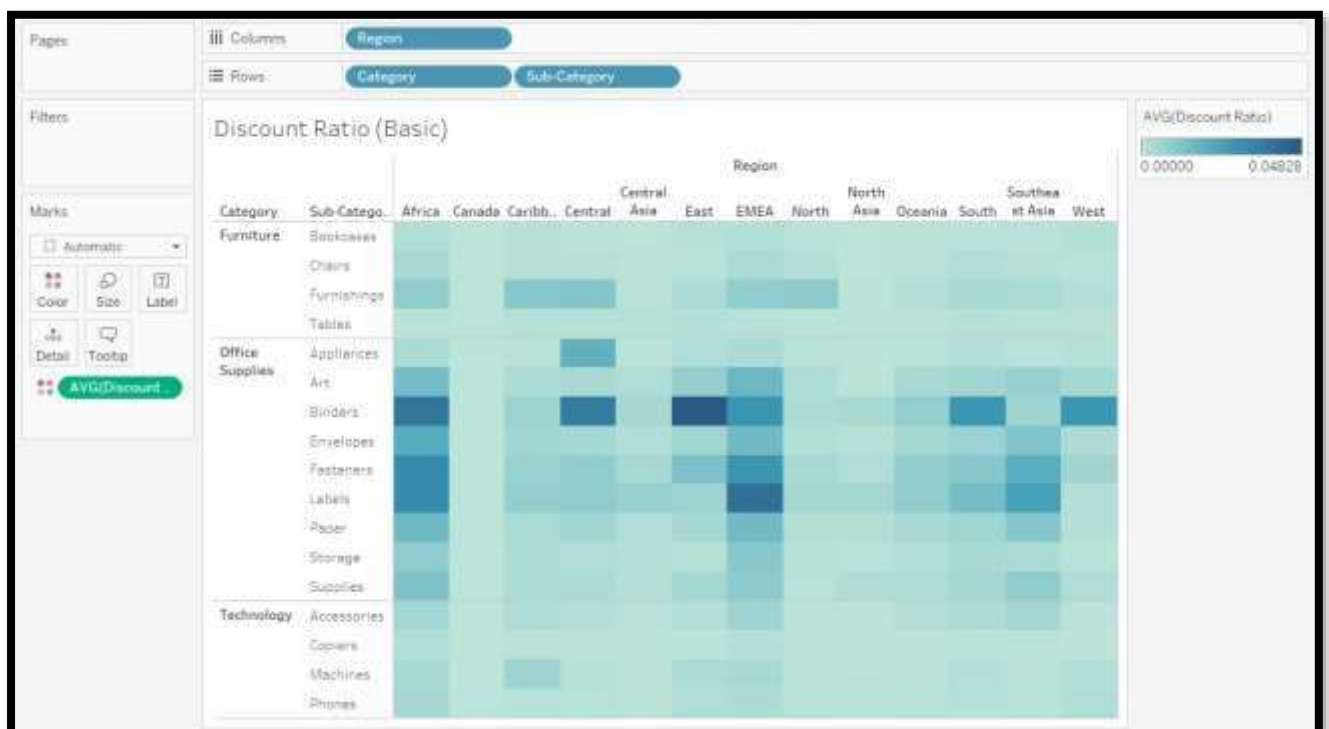 Pages
iii Columns
Region
Rows
Category
Sub-Category
Filters
Marks
Automatic
Color
Size
Label
Detail
Tooltip
AVG(Discount ..
Discount Ratio (Basic)
Region
Category
Sub-Catego..
Africa
Canada
Caribb..
Central
Central Asia
East
EMEA
North
North Asia
Oceania
South
Southeast Asia
West
Furniture
Bookcases
Chairs
Furnishings
Tables
Office Supplies
Appliances
Art
Binders
Envelopes
Fasteners
Labels
Paper
Storage
Supplies
Technology
Accessories
Copiers
Machines
Phones
AVG(Discount Ratio)
0.00000
0.04828